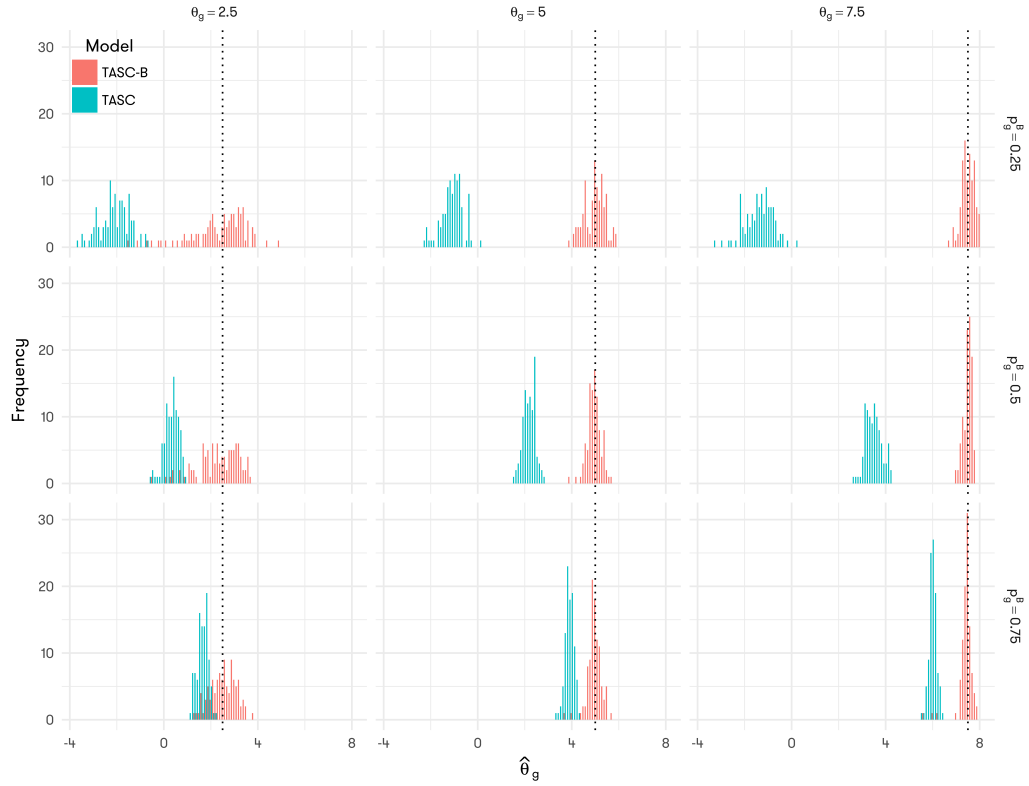 θg = 2.5
θg = 5
θg = 7.5
Model
TASC-B
TASC
30
20
10
0
pgB = 0.25
30
20
10
0
pgB = 0.5
30
20
10
0
pgB = 0.75
Frequency
-4 0 4 8
-4 0 4 8
-4 0 4 8
θ̂g